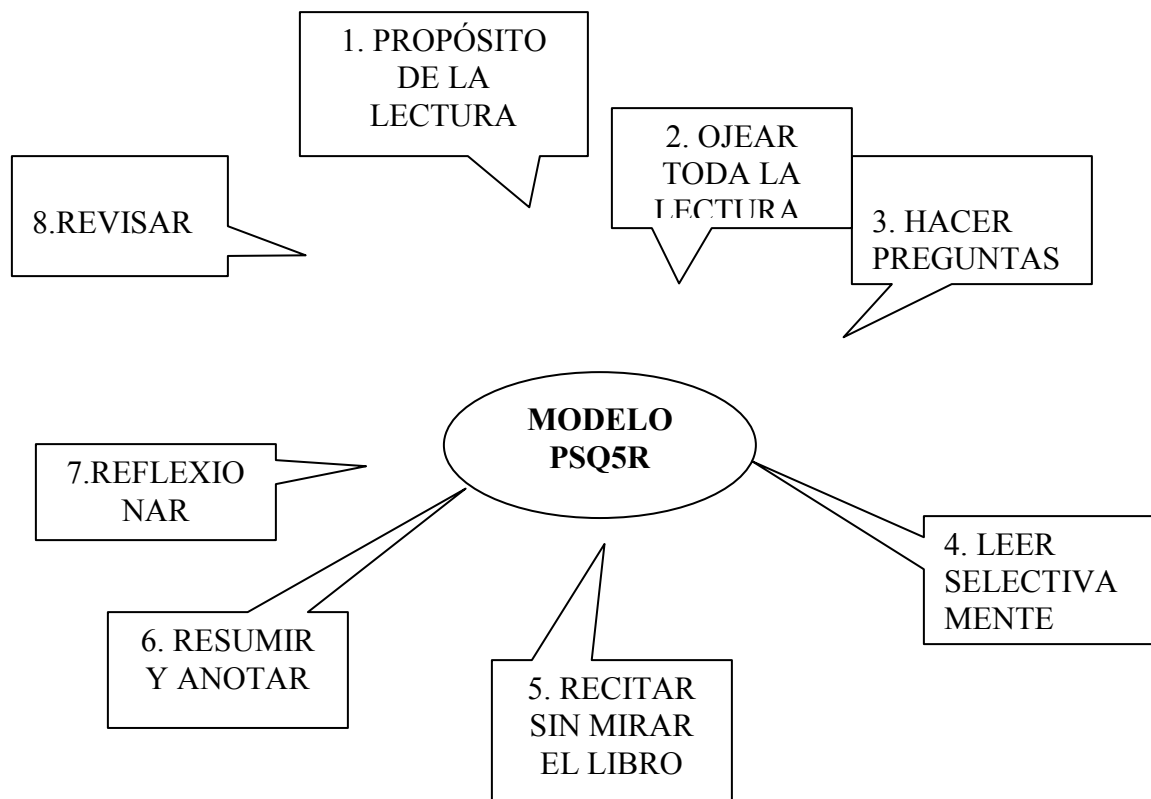 1. PROPÓSITO
DE LA
LECTURA
2. OJEAR
TODA LA
LECTURA
3. HACER
PREGUNTAS
8.REVISAR
MODELO
PSQ5R
7.REFLEXIO
NAR
4. LEER
SELECTIVA
MENTE
6. RESUMIR
Y ANOTAR
5. RECITAR
SIN MIRAR
EL LIBRO